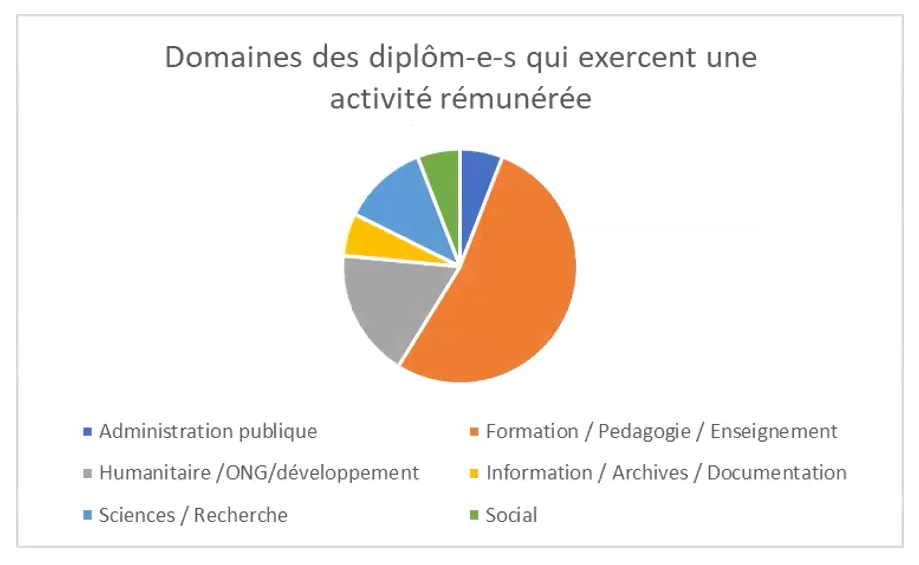 Domaines des diplôm-e-s qui exercent une
activité rémunérée
Administration publique
Formation / Pedagogie / Enseignement
Humanitaire /ONG/développement
Information / Archives / Documentation
Sciences / Recherche
Social